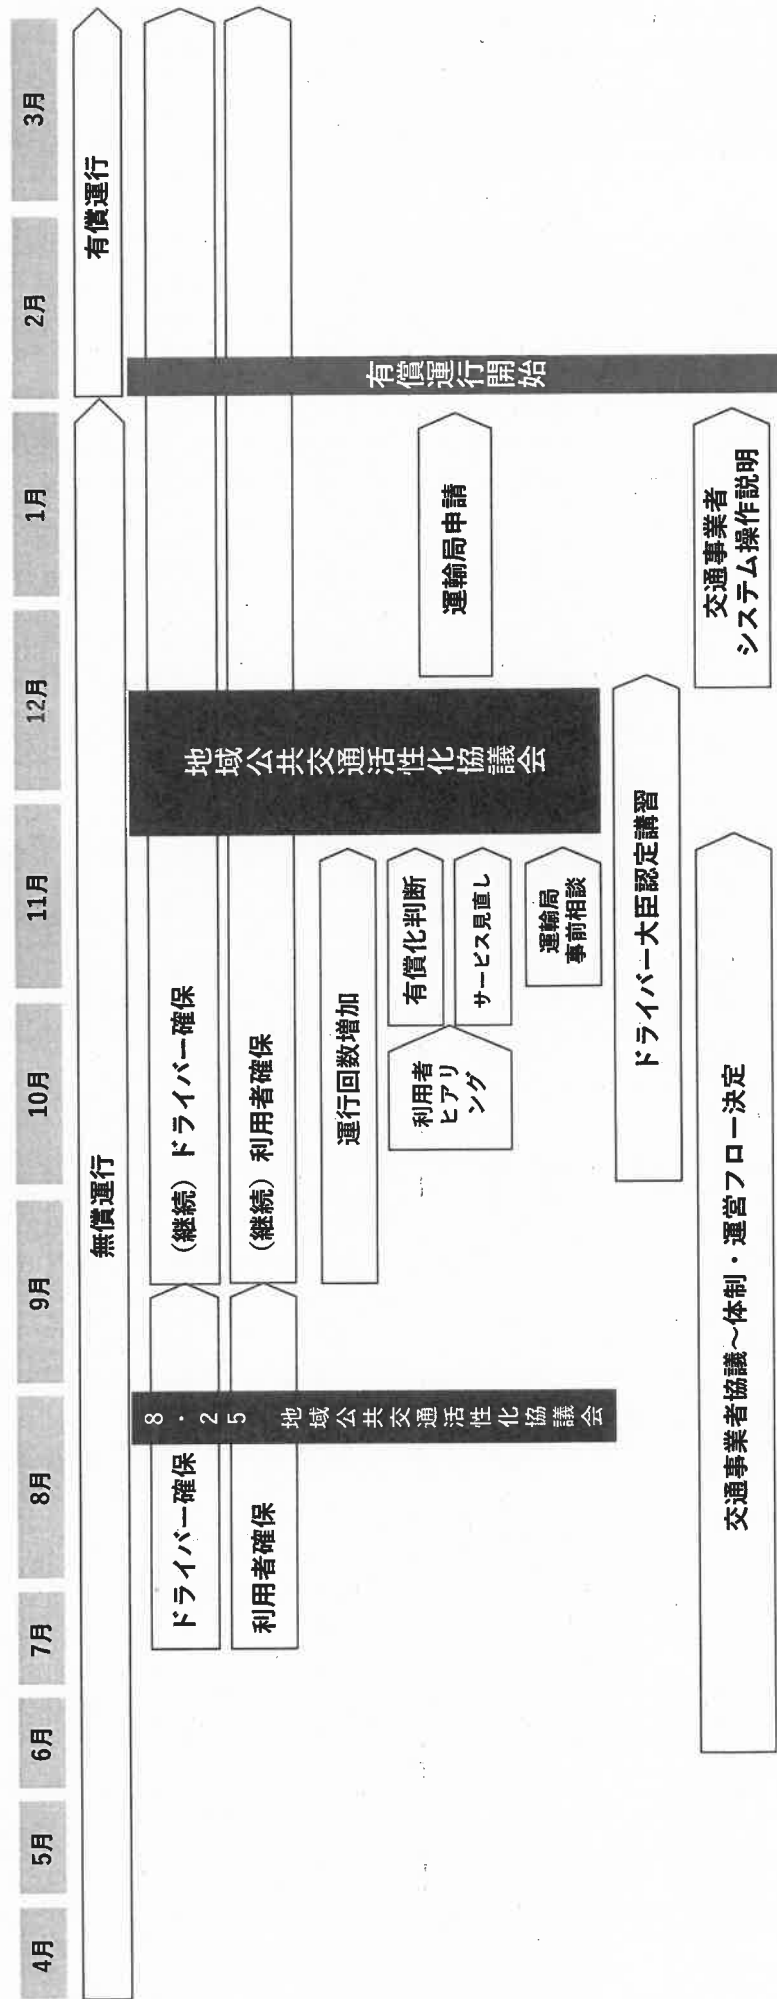 4月
5月
6月
7月
8月
9月
10月
11月
12月
1月
2月
3月
無償運行
有償運行
ドライバー確保
(継続)ドライバー確保
利用者確保
(継続)利用者確保
8・25 地域公共交通活性化協議会
地域公共交通活性化協議会
有償運行開始
運行回数増加
利用者
ヒアリ
ング
有償化判断
サービス見直し
運輸局申請
運輸局
事前相談
ドライバー大臣認定講習
交通事業者協議～体制・運営フロー決定
交通事業者
システム操作説明